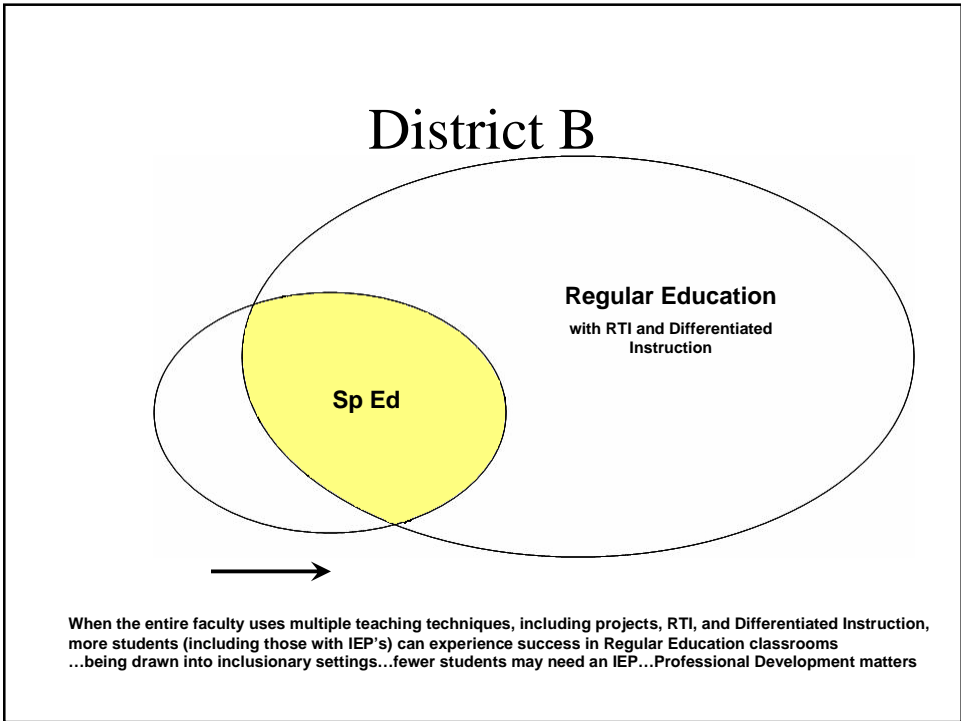 District B
Regular Education
with RTI and Differentiated
Instruction
Sp Ed
When the entire faculty uses multiple teaching techniques, including projects, RTI, and Differentiated Instruction,
more students (including those with IEP's) can experience success in Regular Education classrooms
…being drawn into inclusionary settings…fewer students may need an IEP…Professional Development matters